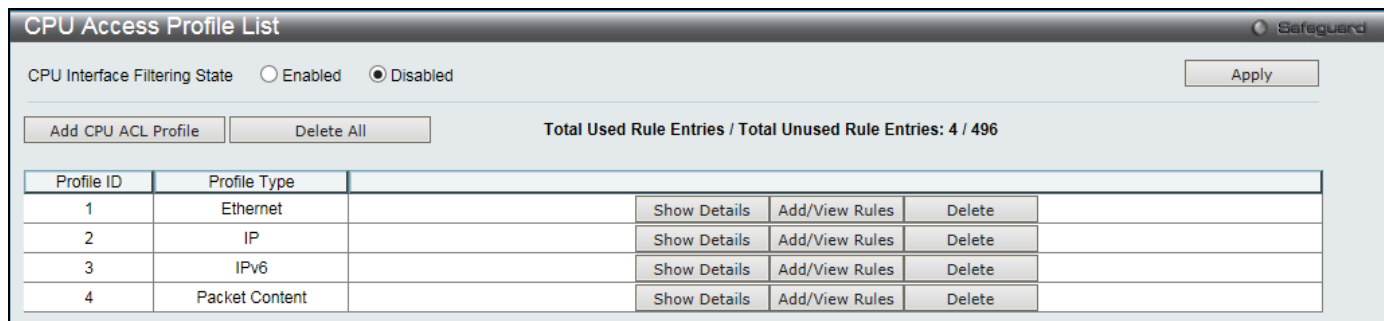 CPU Access Profile List Safeguard
CPU Interface Filtering State Enabled Disabled Apply
Add CPU ACL Profile Delete All Total Used Rule Entries / Total Unused Rule Entries: 4 / 496
Profile ID Profile Type
1 Ethernet Show Details Add/View Rules Delete
2 IP Show Details Add/View Rules Delete
3 IPv6 Show Details Add/View Rules Delete
4 Packet Content Show Details Add/View Rules Delete